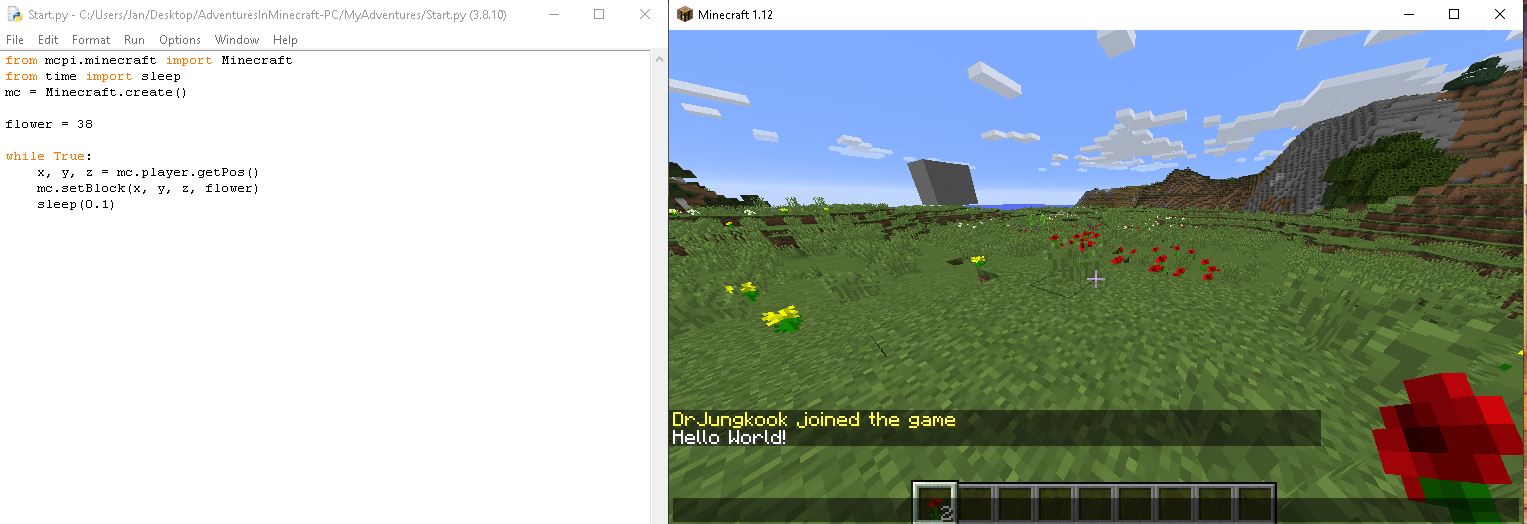 Start.py - C:/Users/Jan/Desktop/AdventuresInMinecraft-PC/MyAdventures/Start.py (3.8.10)
File Edit Format Run Options Window Help
from mcpi.minecraft import Minecraft
from time import sleep
mc = Minecraft.create()
flower = 38
while True:
x, y, z = mc.player.getPos()
mc.setBlock(x, y, z, flower)
sleep(0.1)
Minecraft 1.12
DrJungkook joined the game
Hello World!
2